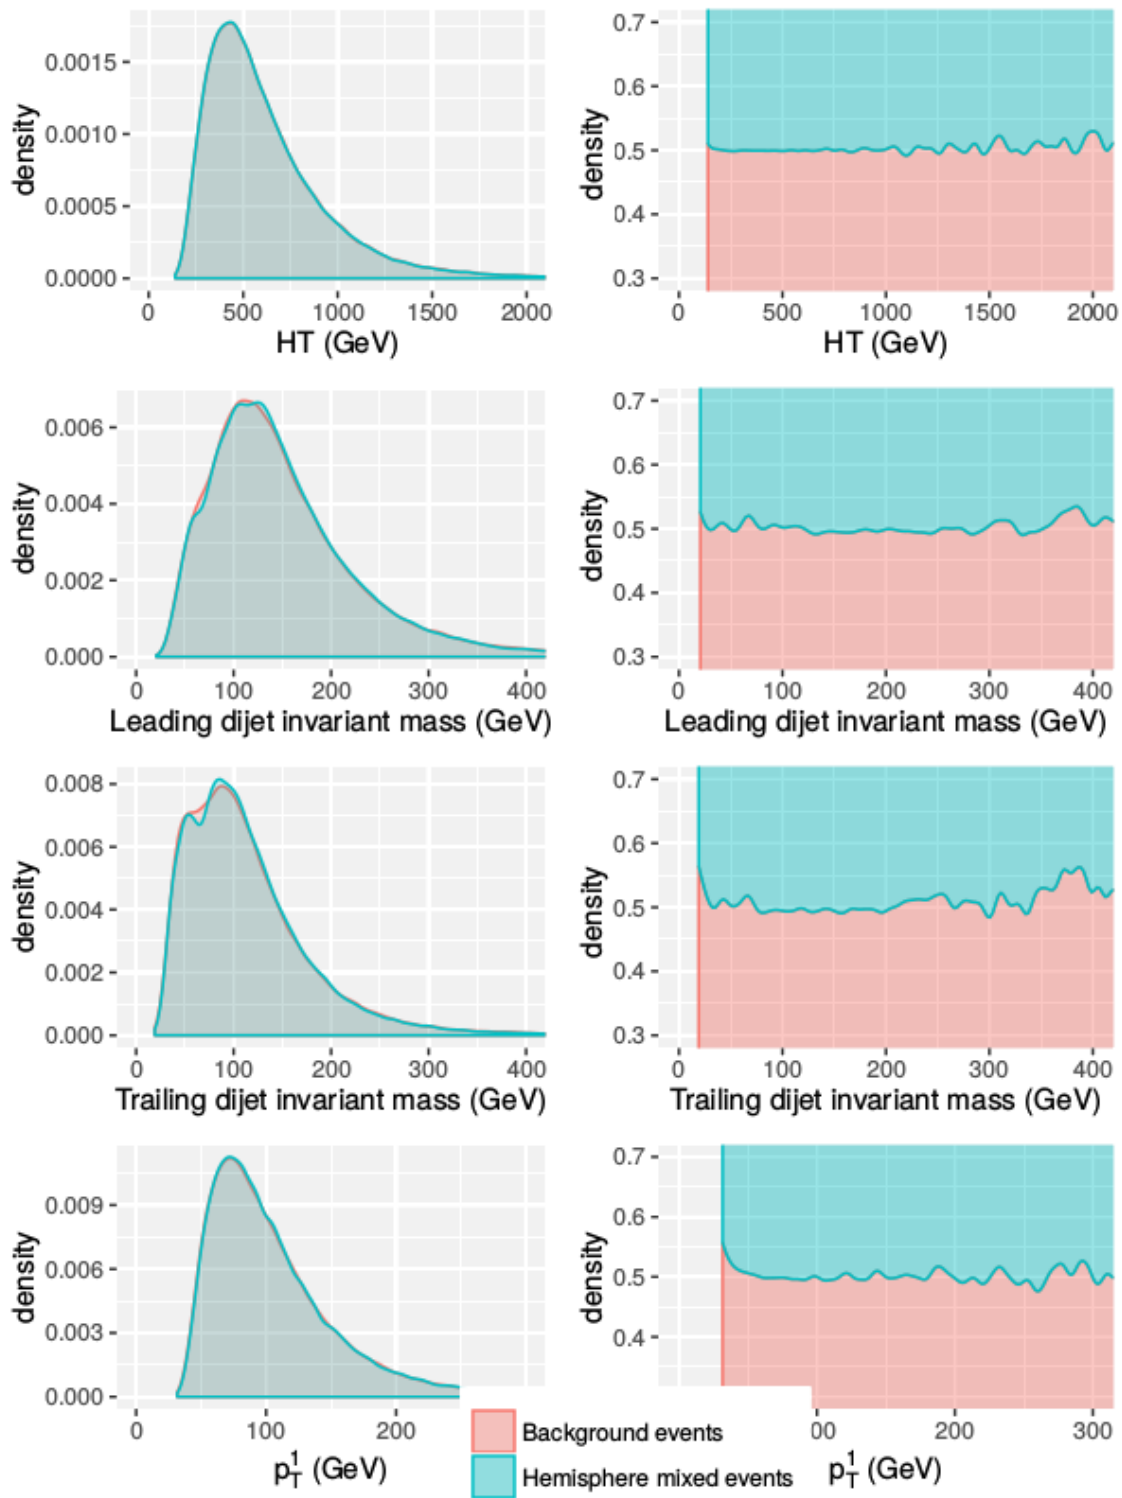 density
0.0015
0.0010
0.0005
0.0000
0 500 1000 1500 2000
HT (GeV)
density
0.7
0.6
0.5
0.4
0.3
0 500 1000 1500 2000
HT (GeV)
density
0.006
0.004
0.002
0.000
0 100 200 300 400
Leading dijet invariant mass (GeV)
density
0.7
0.6
0.5
0.4
0.3
0 100 200 300 400
Leading dijet invariant mass (GeV)
density
0.008
0.006
0.004
0.002
0.000
0 100 200 300 400
Trailing dijet invariant mass (GeV)
density
0.7
0.6
0.5
0.4
0.3
0 100 200 300 400
Trailing dijet invariant mass (GeV)
density
0.009
0.006
0.003
0.000
0 100 200
p_T^1 (GeV)
density
0.7
0.6
0.5
0.4
00 200 300
p_T^1 (GeV)
Background events
Hemisphere mixed events